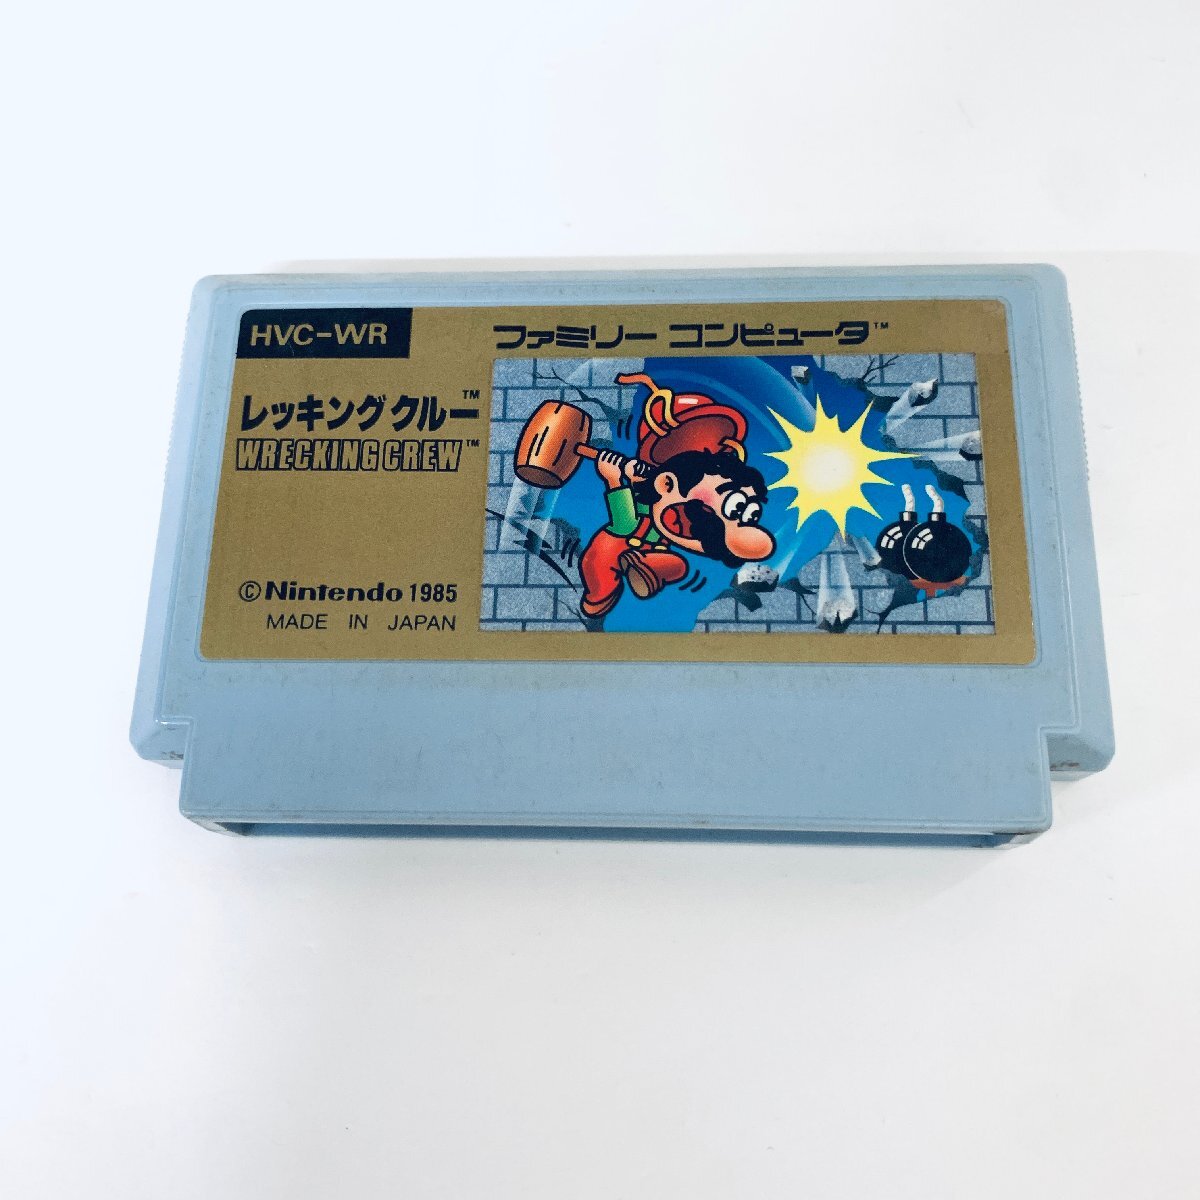 HVC-WR
ファミリー コンピュータ™
レッキングクルー™
WRECKING CREW™
©Nintendo 1985
MADE IN JAPAN